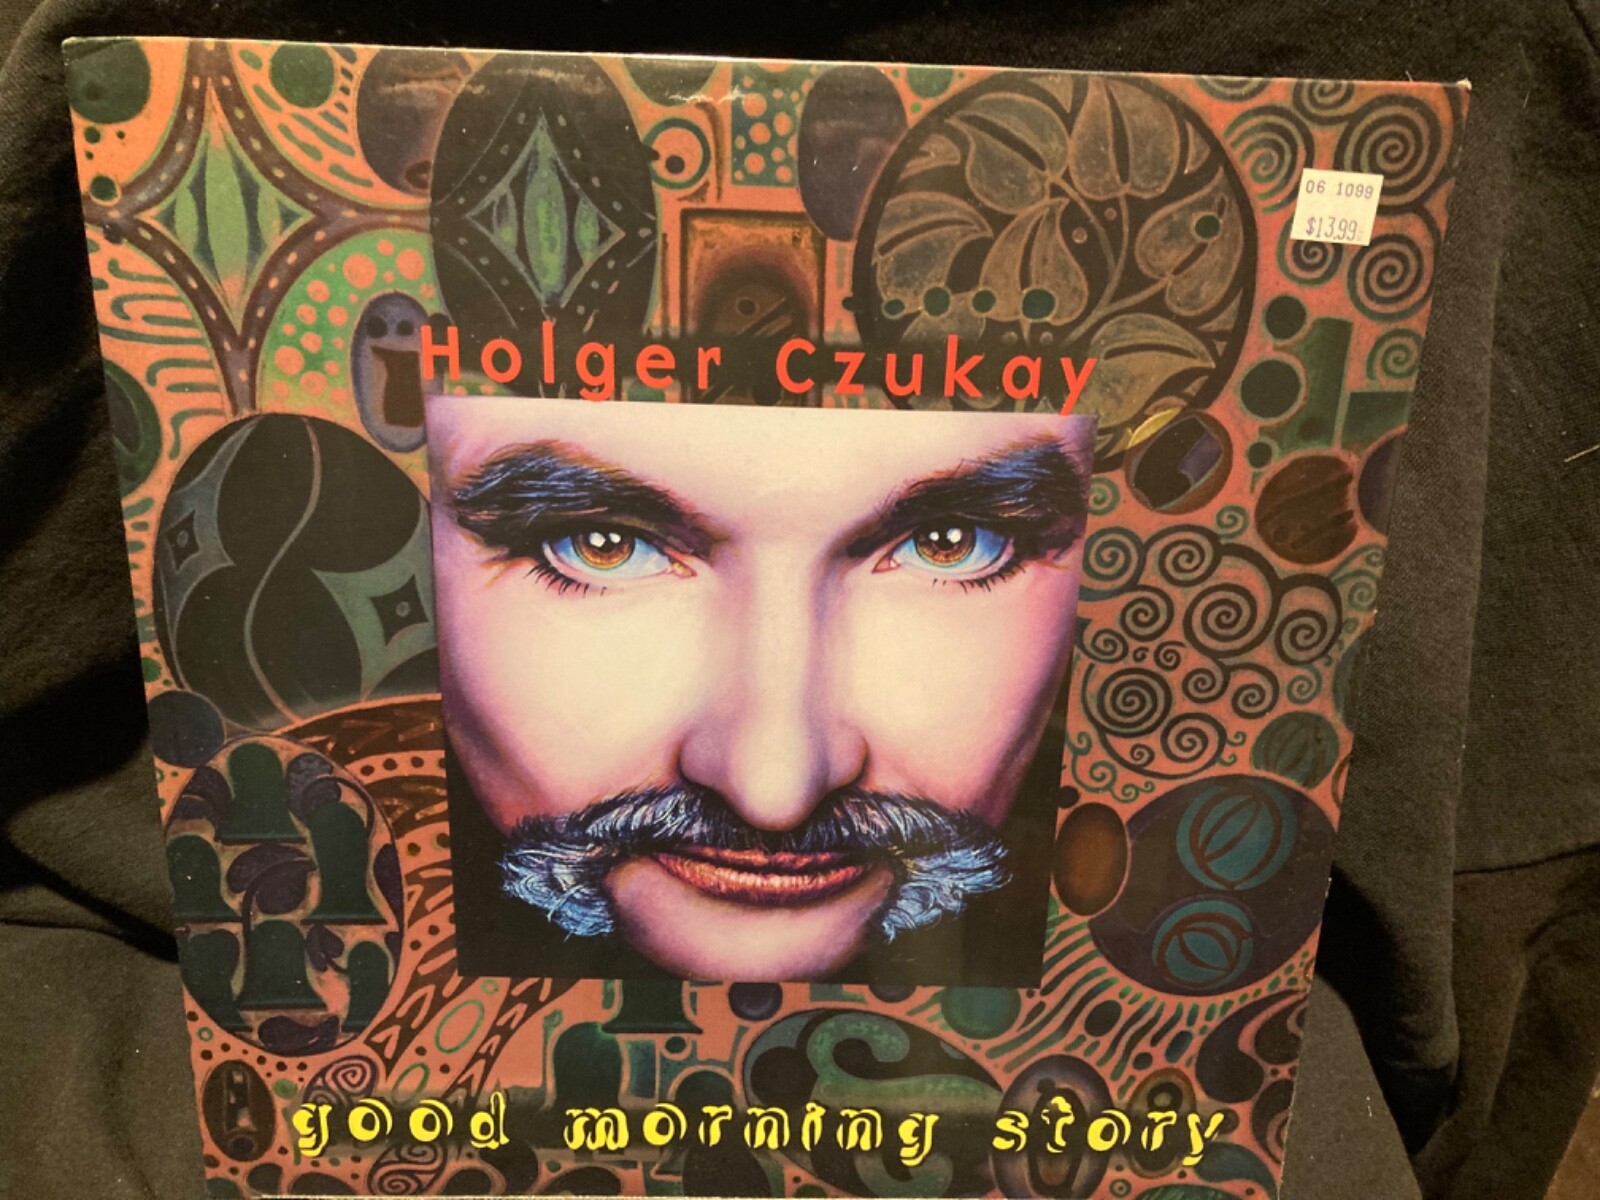 06 1099
$13.99
Holger Czukay
good morning story